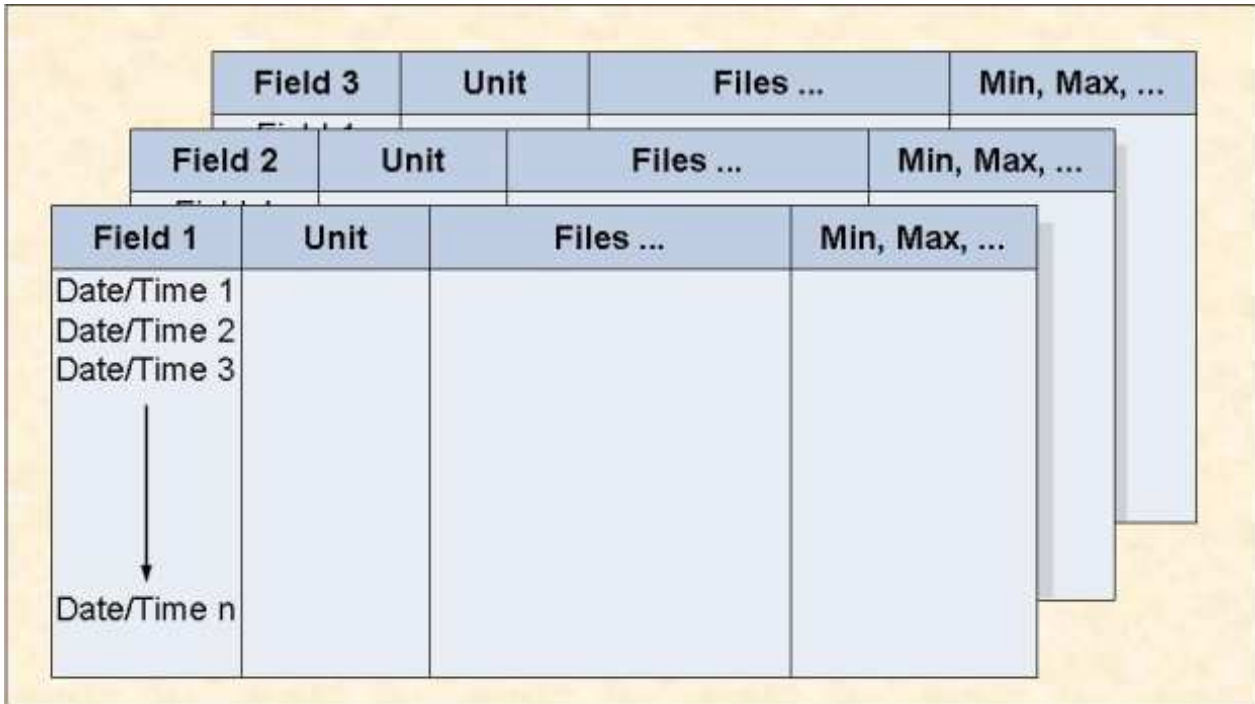 Field 3 Unit Files ... Min, Max, ...
Field 2 Unit Files ... Min, Max, ...
Field 1 Unit Files ... Min, Max, ...
Date/Time 1
Date/Time 2
Date/Time 3
Date/Time n